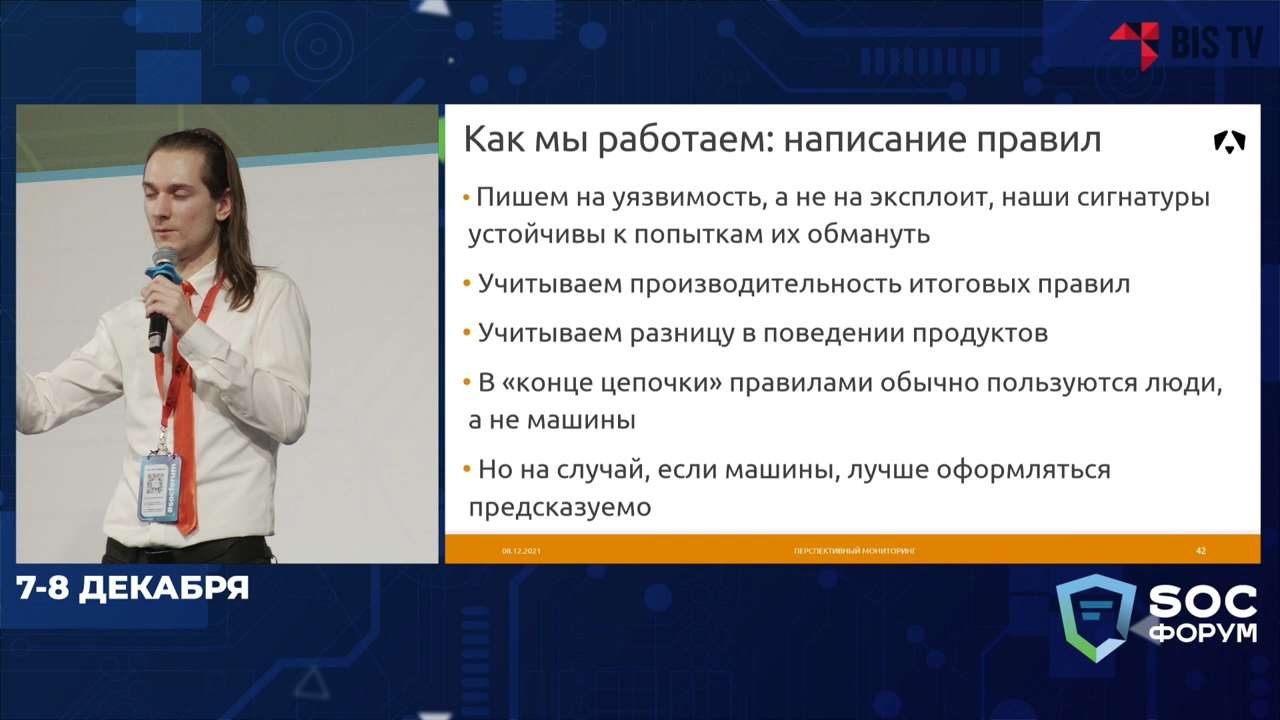 BIS TV
Как мы работаем: написание правил
• Пишем на уязвимость, а не на эксплоит, наши сигнатуры
устойчивы к попыткам их обмануть
• Учитываем производительность итоговых правил
• Учитываем разницу в поведении продуктов
• В «конце цепочки» правилами обычно пользуются люди,
а не машины
• Но на случай, если машины, лучше оформляться
предсказуемо
08.12.2021
ПЕРСПЕКТИВНЫЙ МОНИТОРИНГ
42
#socforum
7-8 ДЕКАБРЯ
SOC
ФОРУМ